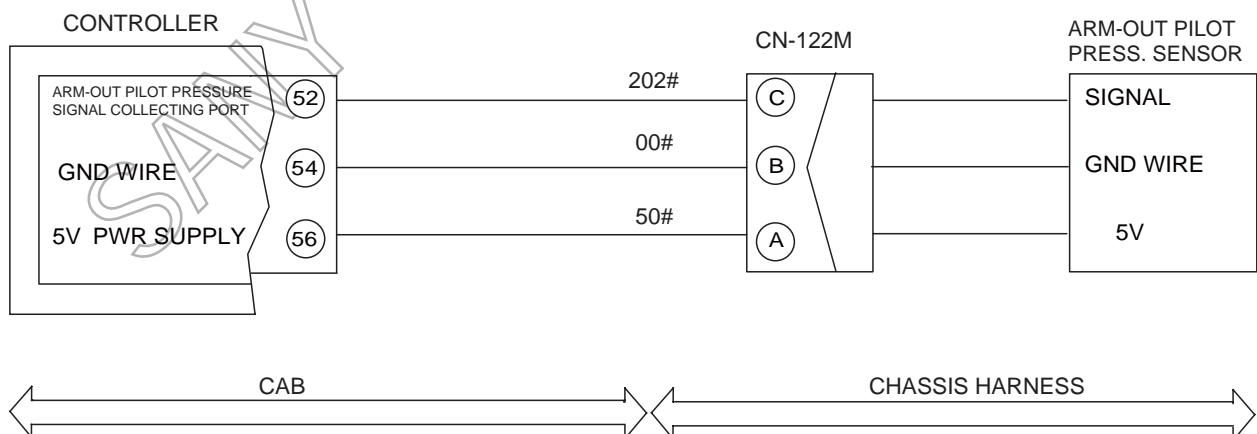 CONTROLLER
ARM-OUT PILOT PRESSURE
SIGNAL COLLECTING PORT
52
GND WIRE
54
5V PWR SUPPLY
56
202#
00#
50#
CN-122M
C
B
A
ARM-OUT PILOT
PRESS. SENSOR
SIGNAL
GND WIRE
5V
SANY
CAB
CHASSIS HARNESS